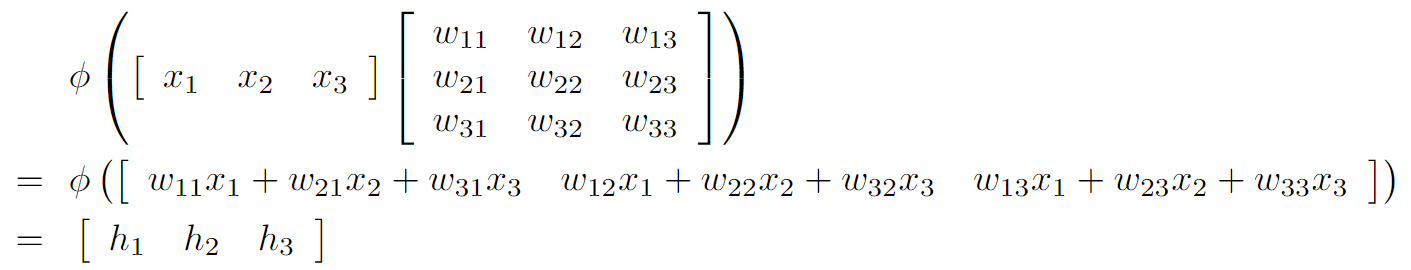 ϕ ( [ x₁ x₂ x₃ ] [ w₁₁ w₁₂ w₁₃
w₂₁ w₂₂ w₂₃
w₃₁ w₃₂ w₃₃ ] )
= ϕ ([ w₁₁x₁ + w₂₁x₂ + w₃₁x₃ w₁₂x₁ + w₂₂x₂ + w₃₂x₃ w₁₃x₁ + w₂₃x₂ + w₃₃x₃ ])
= [ h₁ h₂ h₃ ]